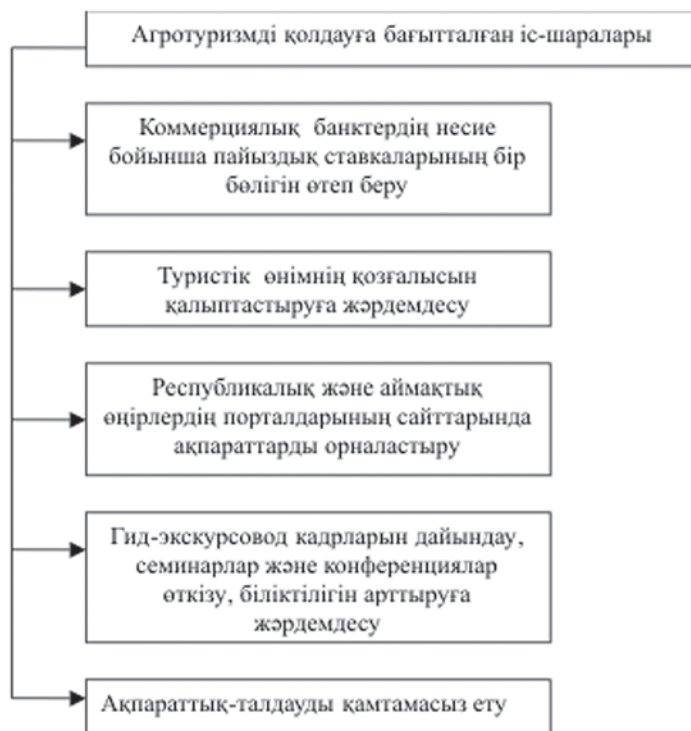 Агротуризмді қолдауға бағытталған іс-шаралары
Коммерциялық банктердің несие
бойынша пайыздық ставкаларының бір
бөлігін өтеп беру
Туристік өнімнің қозғалысын
қалыптастыруға жәрдемдесу
Республикалық және аймақтық
өңірлердің порталдарының сайттарында
ақпараттарды орналастыру
Гид-экскурсовод кадрларын дайындау,
семинарлар және конференциялар
өткізу, біліктілігін арттыруға
жәрдемдесу
Ақпараттық-талдауды қамтамасыз ету